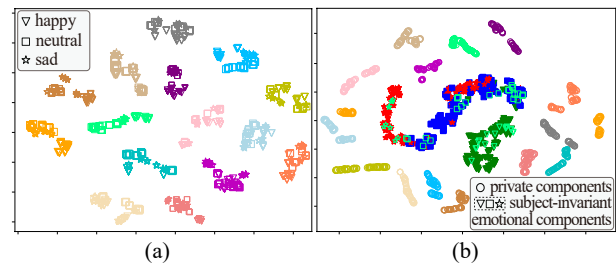 happy
neutral
sad
private components
subject-invariant
emotional components
(a)
(b)